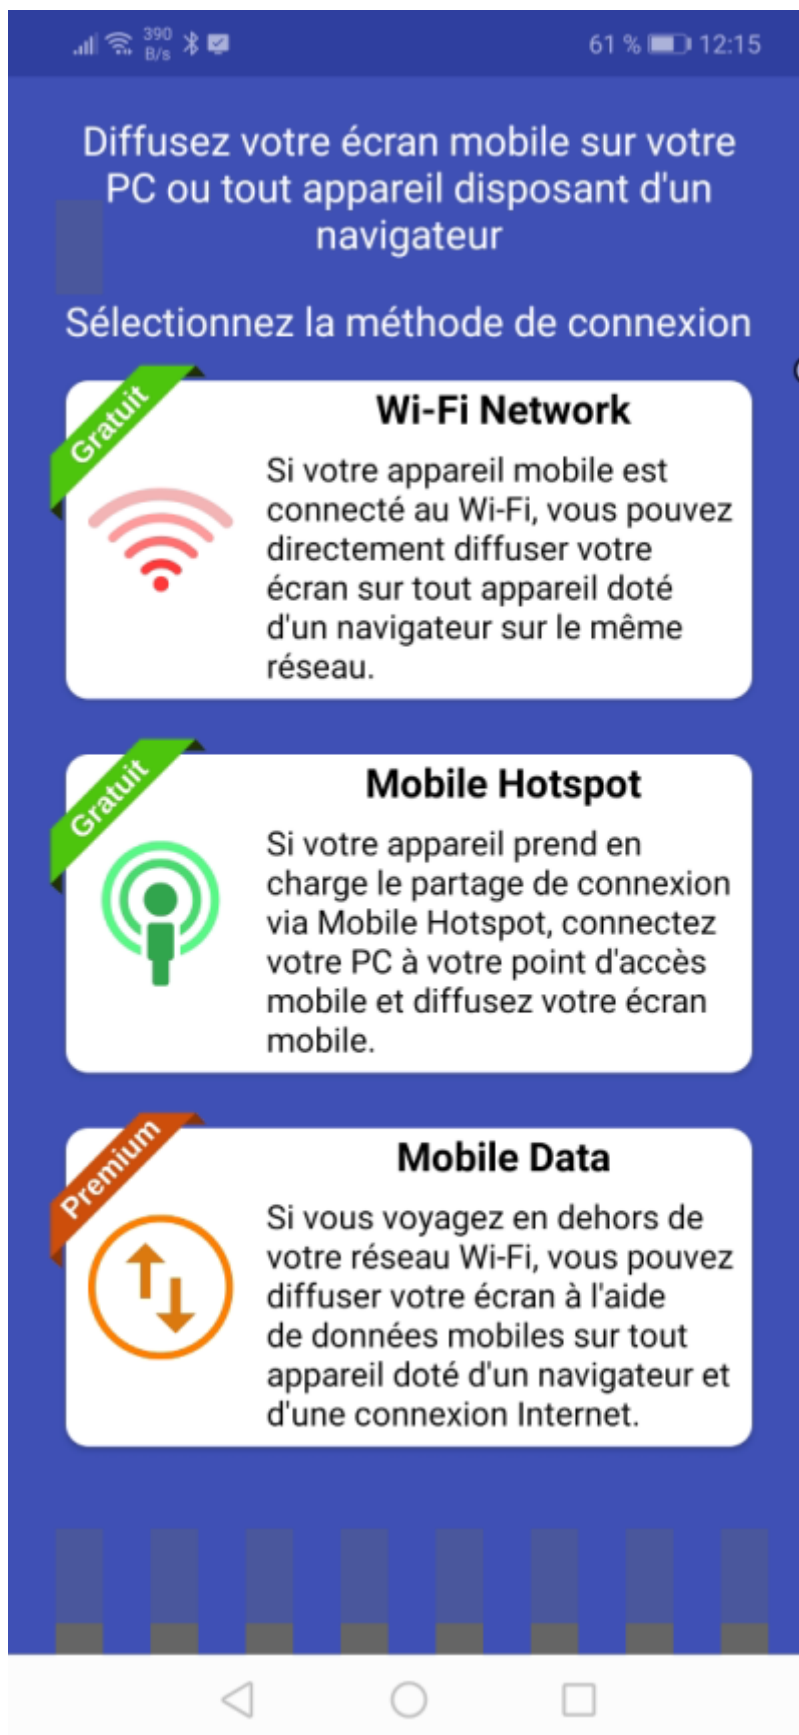 390
B/s
61 % 12:15
Diffusez votre écran mobile sur votre
PC ou tout appareil disposant d'un
navigateur
Sélectionnez la méthode de connexion
Gratuit
Wi-Fi Network
Si votre appareil mobile est
connecté au Wi-Fi, vous pouvez
directement diffuser votre
écran sur tout appareil doté
d'un navigateur sur le même
réseau.
Gratuit
Mobile Hotspot
Si votre appareil prend en
charge le partage de connexion
via Mobile Hotspot, connectez
votre PC à votre point d'accès
mobile et diffusez votre écran
mobile.
Premium
Mobile Data
Si vous voyagez en dehors de
votre réseau Wi-Fi, vous pouvez
diffuser votre écran à l'aide
de données mobiles sur tout
appareil doté d'un navigateur et
d'une connexion Internet.